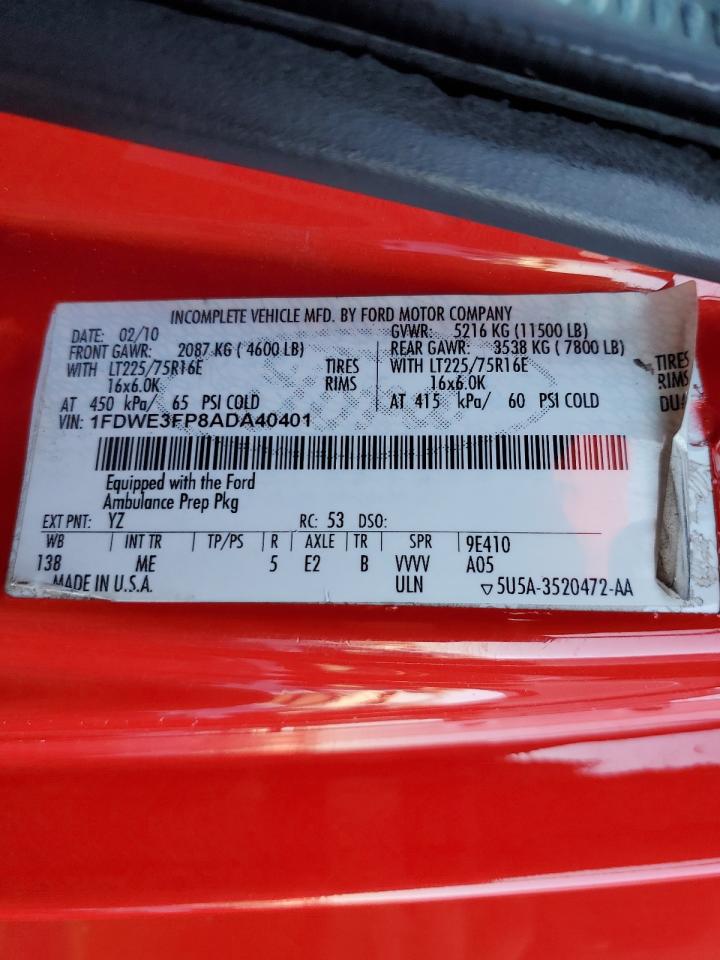 INCOMPLETE VEHICLE MFD. BY FORD MOTOR COMPANY
DATE: 02/10 GVWR: 5216 KG (11500 LB)
FRONT GAWR: 2087 KG ( 4600 LB) REAR GAWR: 3538 KG ( 7800 LB)
WITH LT225/75R16E TIRES WITH LT225/75R16E TIRES
16x6.0K RIMS 16x6.0K RIMS
AT 450 kPa/ 65 PSI COLD AT 415 kPa/ 60 PSI COLD
VIN: 1FDWE3FP8ADA40401
Equipped with the Ford
Ambulance Prep Pkg
EXT PNT: YZ RC: 53 DSO:
WB INT TR TP/PS R AXLE TR SPR 9E410
138 ME 5 E2 B VVVV A05
MADE IN U.S.A. ULN ▽5U5A-3520472-AA